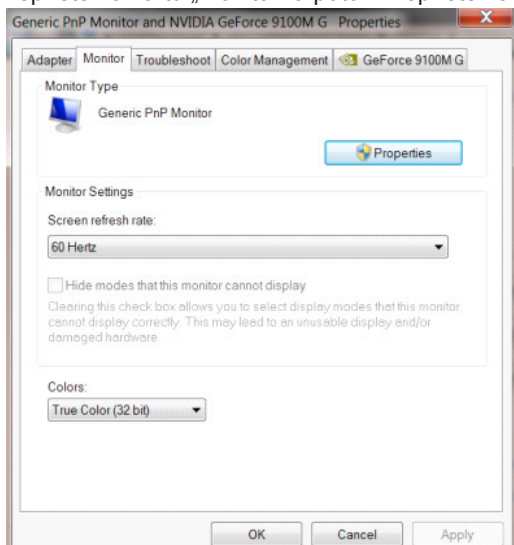 Generic PnP Monitor and NVIDIA GeForce 9100M G Properties
X
Adapter Monitor Troubleshoot Color Management GeForce 9100M G
Monitor Type
Generic PnP Monitor
Properties
Monitor Settings
Screen refresh rate:
60 Hertz
Hide modes that this monitor cannot display
Clearing this check box allows you to select display modes that this monitor
cannot display correctly. This may lead to an unusable display and/or
damaged hardware.
Colors:
True Color (32 bit)
OK Cancel Apply